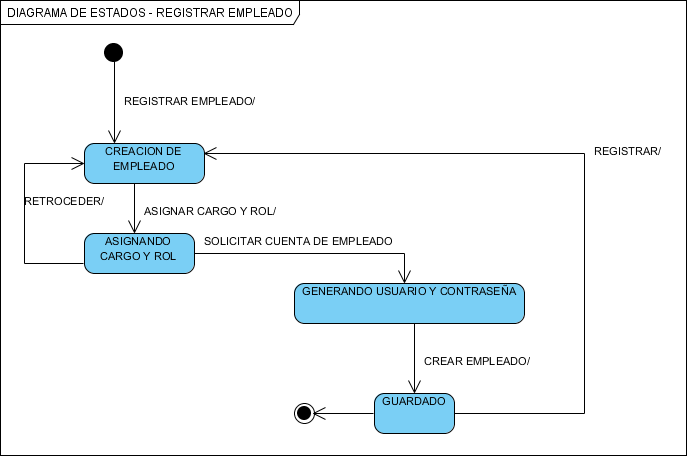 DIAGRAMA DE ESTADOS - REGISTRAR EMPLEADO
REGISTRAR EMPLEADO/
CREACION DE
EMPLEADO
REGISTRAR/
RETROCEDER/
ASIGNAR CARGO Y ROL/
ASIGNANDO
CARGO Y ROL
SOLICITAR CUENTA DE EMPLEADO
GENERANDO USUARIO Y CONTRASEÑA
CREAR EMPLEADO/
GUARDADO